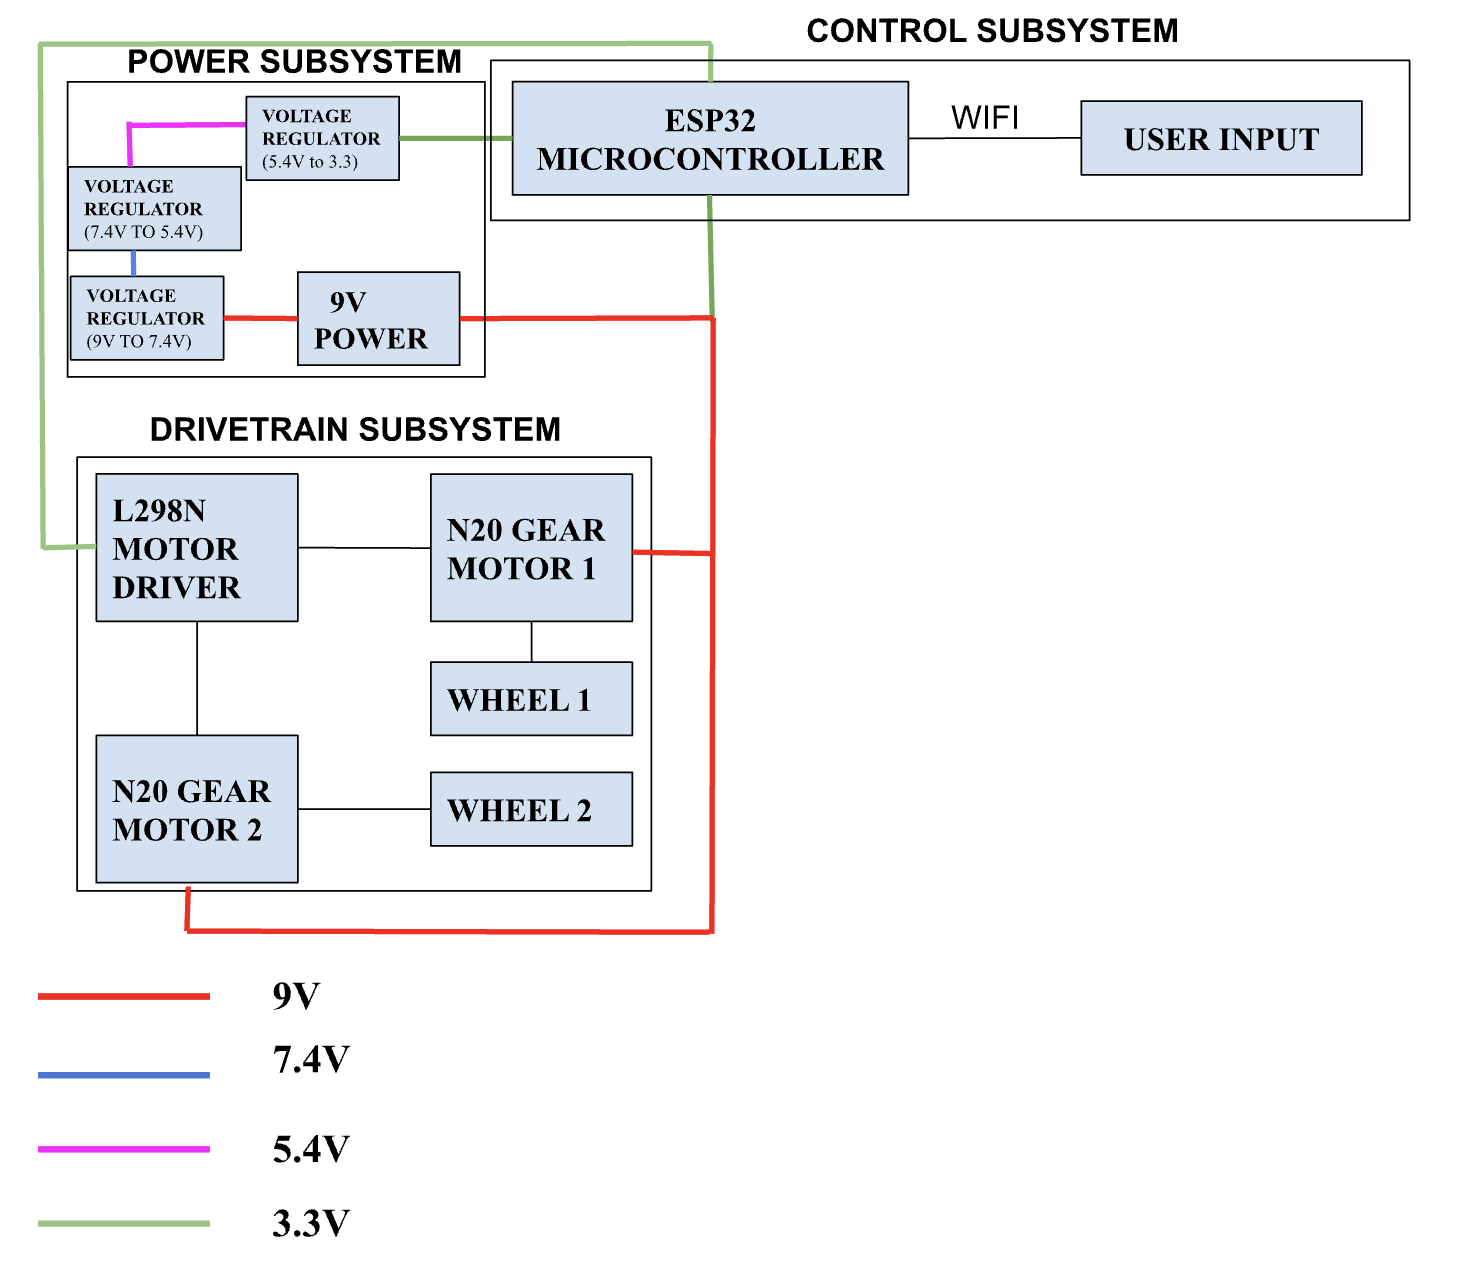 CONTROL SUBSYSTEM
POWER SUBSYSTEM
VOLTAGE
REGULATOR
(5.4V to 3.3)
ESP32
MICROCONTROLLER
WIFI
USER INPUT
VOLTAGE
REGULATOR
(7.4V TO 5.4V)
VOLTAGE
REGULATOR
(9V TO 7.4V)
9V
POWER
DRIVETRAIN SUBSYSTEM
L298N
MOTOR
DRIVER
N20 GEAR
MOTOR 1
WHEEL 1
N20 GEAR
MOTOR 2
WHEEL 2
9V
7.4V
5.4V
3.3V